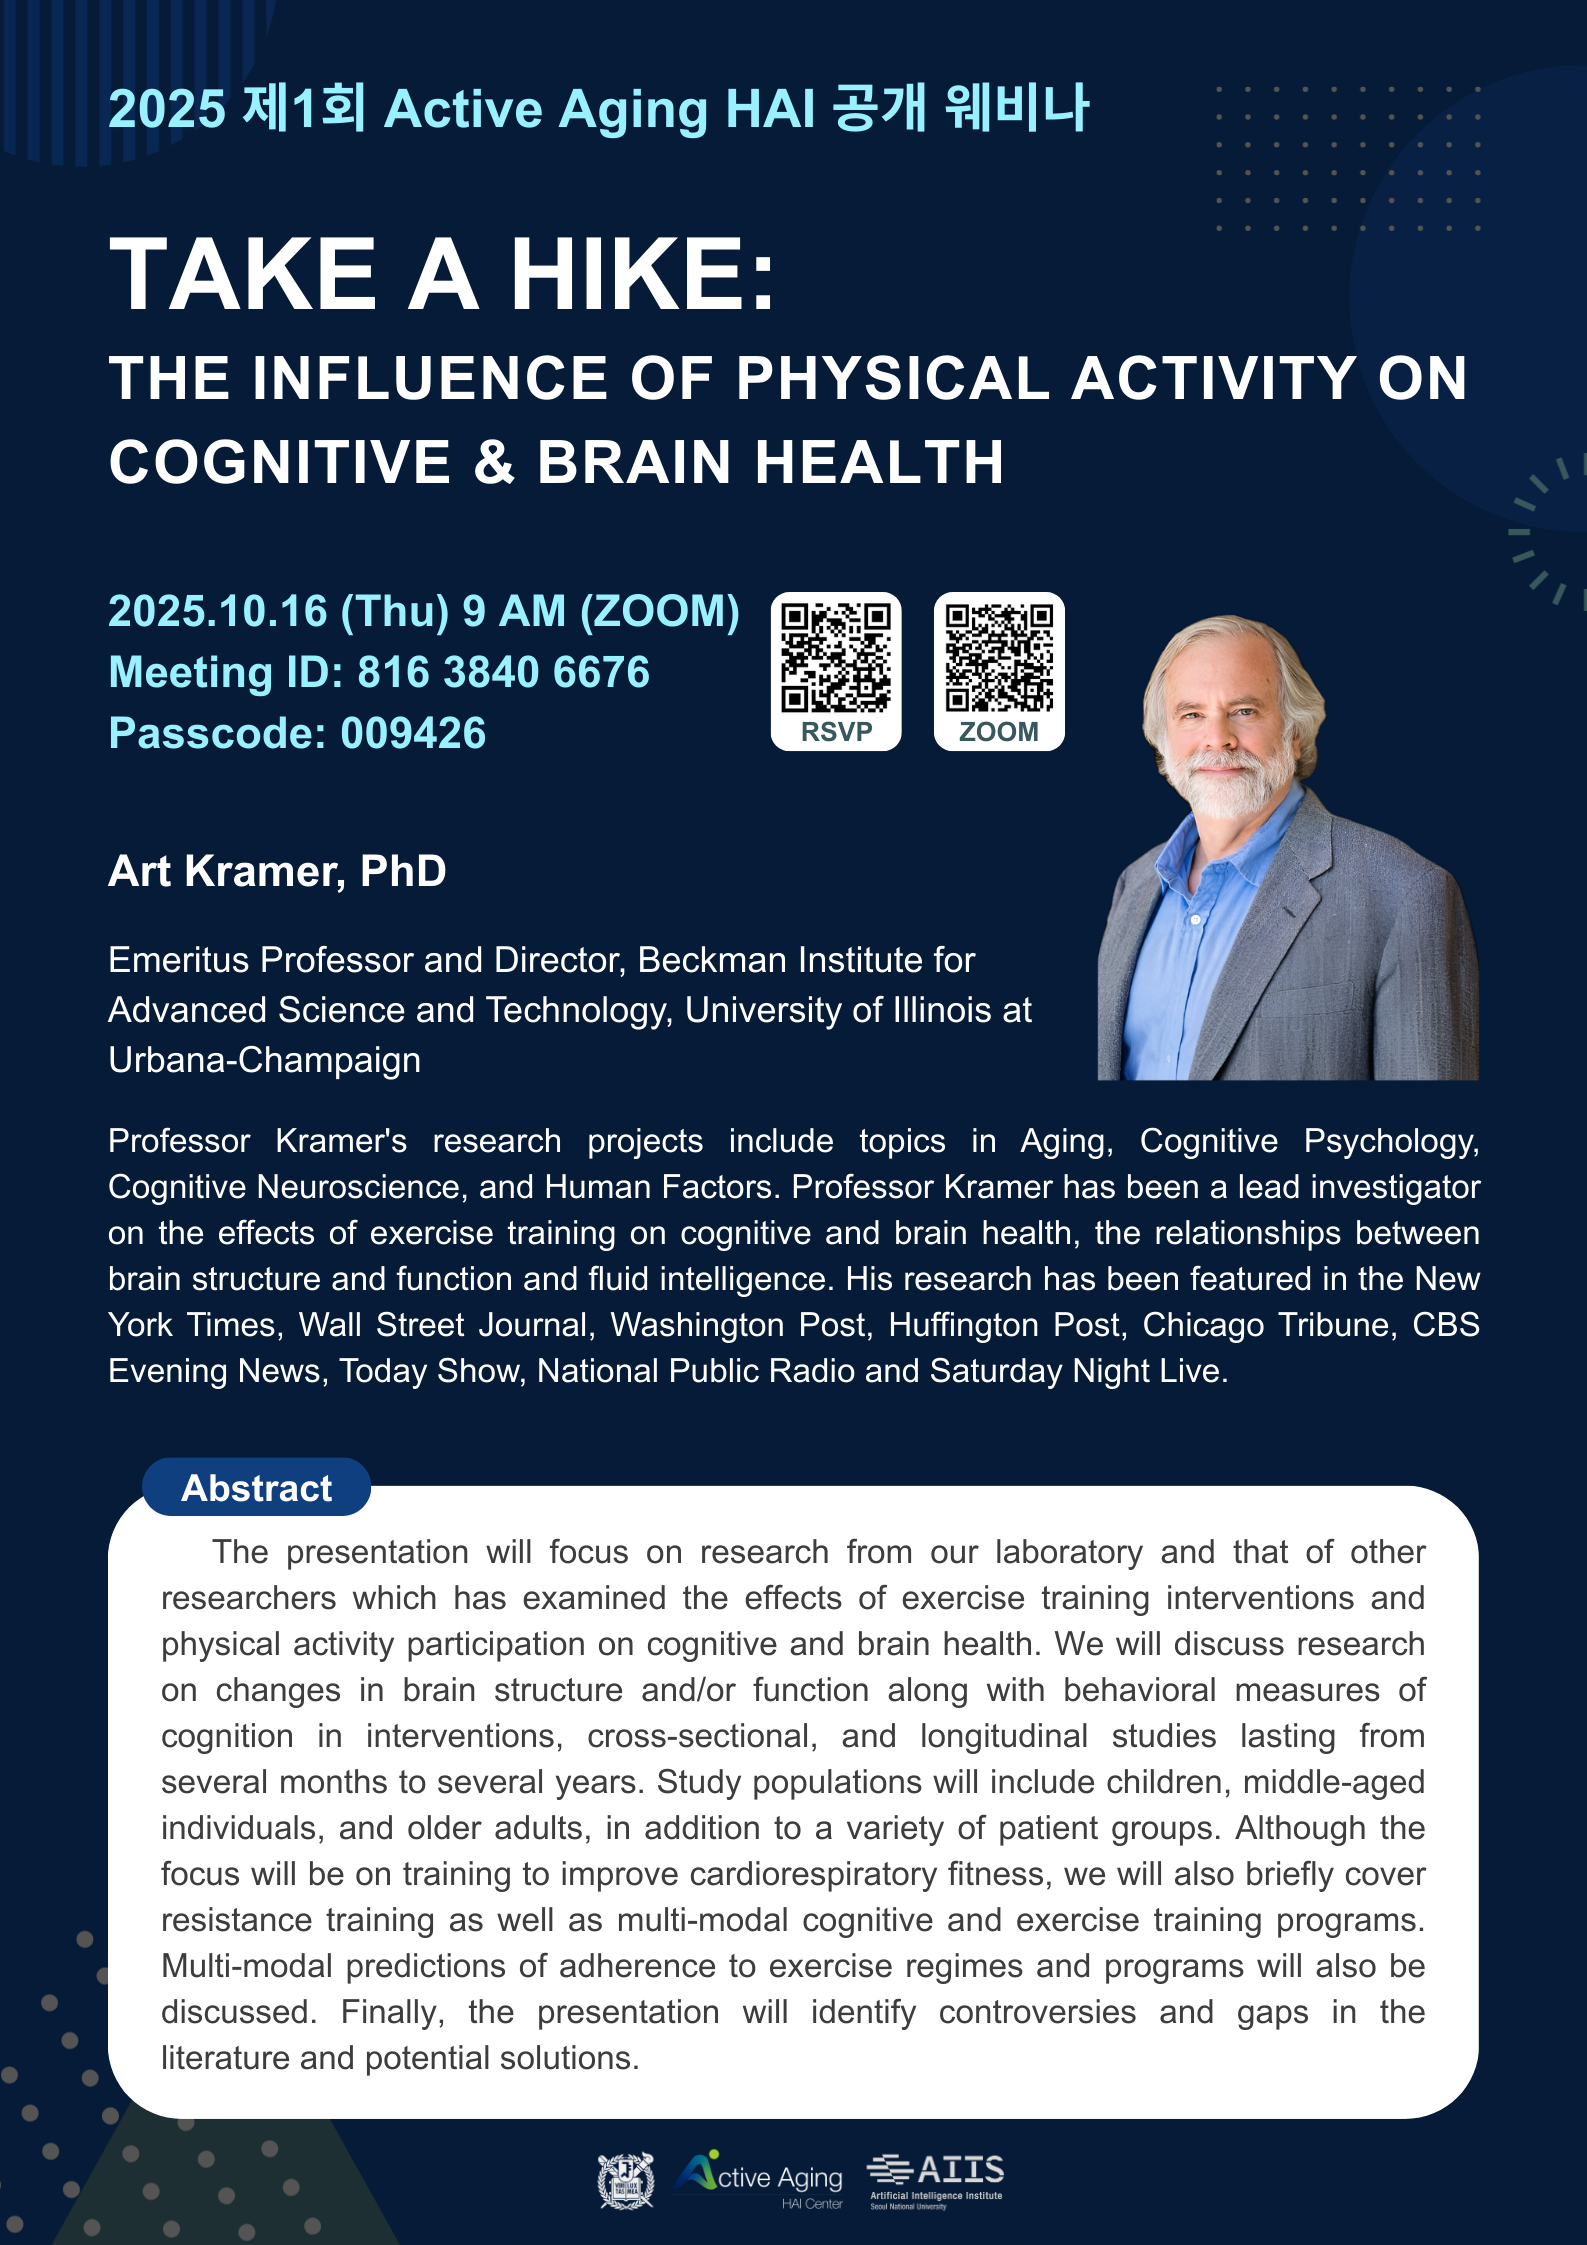 2025 제1회 Active Aging HAI 공개 웨비나
TAKE A HIKE:
THE INFLUENCE OF PHYSICAL ACTIVITY ON
COGNITIVE & BRAIN HEALTH
2025.10.16 (Thu) 9 AM (ZOOM)
Meeting ID: 816 3840 6676
Passcode: 009426
RSVP
ZOOM
Art Kramer, PhD
Emeritus Professor and Director, Beckman Institute for
Advanced Science and Technology, University of Illinois at
Urbana-Champaign
Professor Kramer's research projects include topics in Aging, Cognitive Psychology,
Cognitive Neuroscience, and Human Factors. Professor Kramer has been a lead investigator
on the effects of exercise training on cognitive and brain health, the relationships between
brain structure and function and fluid intelligence. His research has been featured in the New
York Times, Wall Street Journal, Washington Post, Huffington Post, Chicago Tribune, CBS
Evening News, Today Show, National Public Radio and Saturday Night Live.
Abstract
The presentation will focus on research from our laboratory and that of other
researchers which has examined the effects of exercise training interventions and
physical activity participation on cognitive and brain health. We will discuss research
on changes in brain structure and/or function along with behavioral measures of
cognition in interventions, cross-sectional, and longitudinal studies lasting from
several months to several years. Study populations will include children, middle-aged
individuals, and older adults, in addition to a variety of patient groups. Although the
focus will be on training to improve cardiorespiratory fitness, we will also briefly cover
resistance training as well as multi-modal cognitive and exercise training programs.
Multi-modal predictions of adherence to exercise regimes and programs will also be
discussed. Finally, the presentation will identify controversies and gaps in the
literature and potential solutions.
Active Aging
HAI Center
AIIS
Artificial Intelligence Institute
Seoul National University